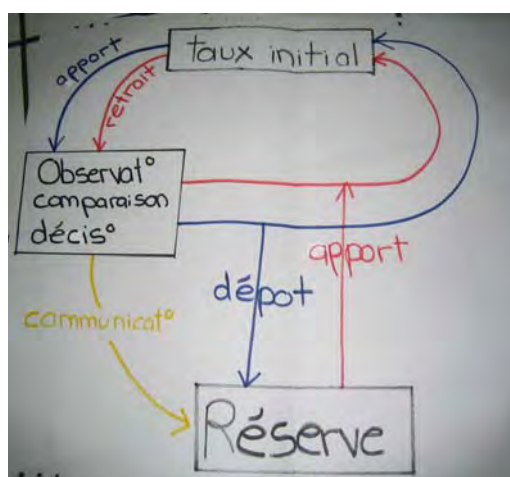 taux initial
apport
retrait
Observat°
comparaison
décis°
apport
dépot
communicat°
Réserve